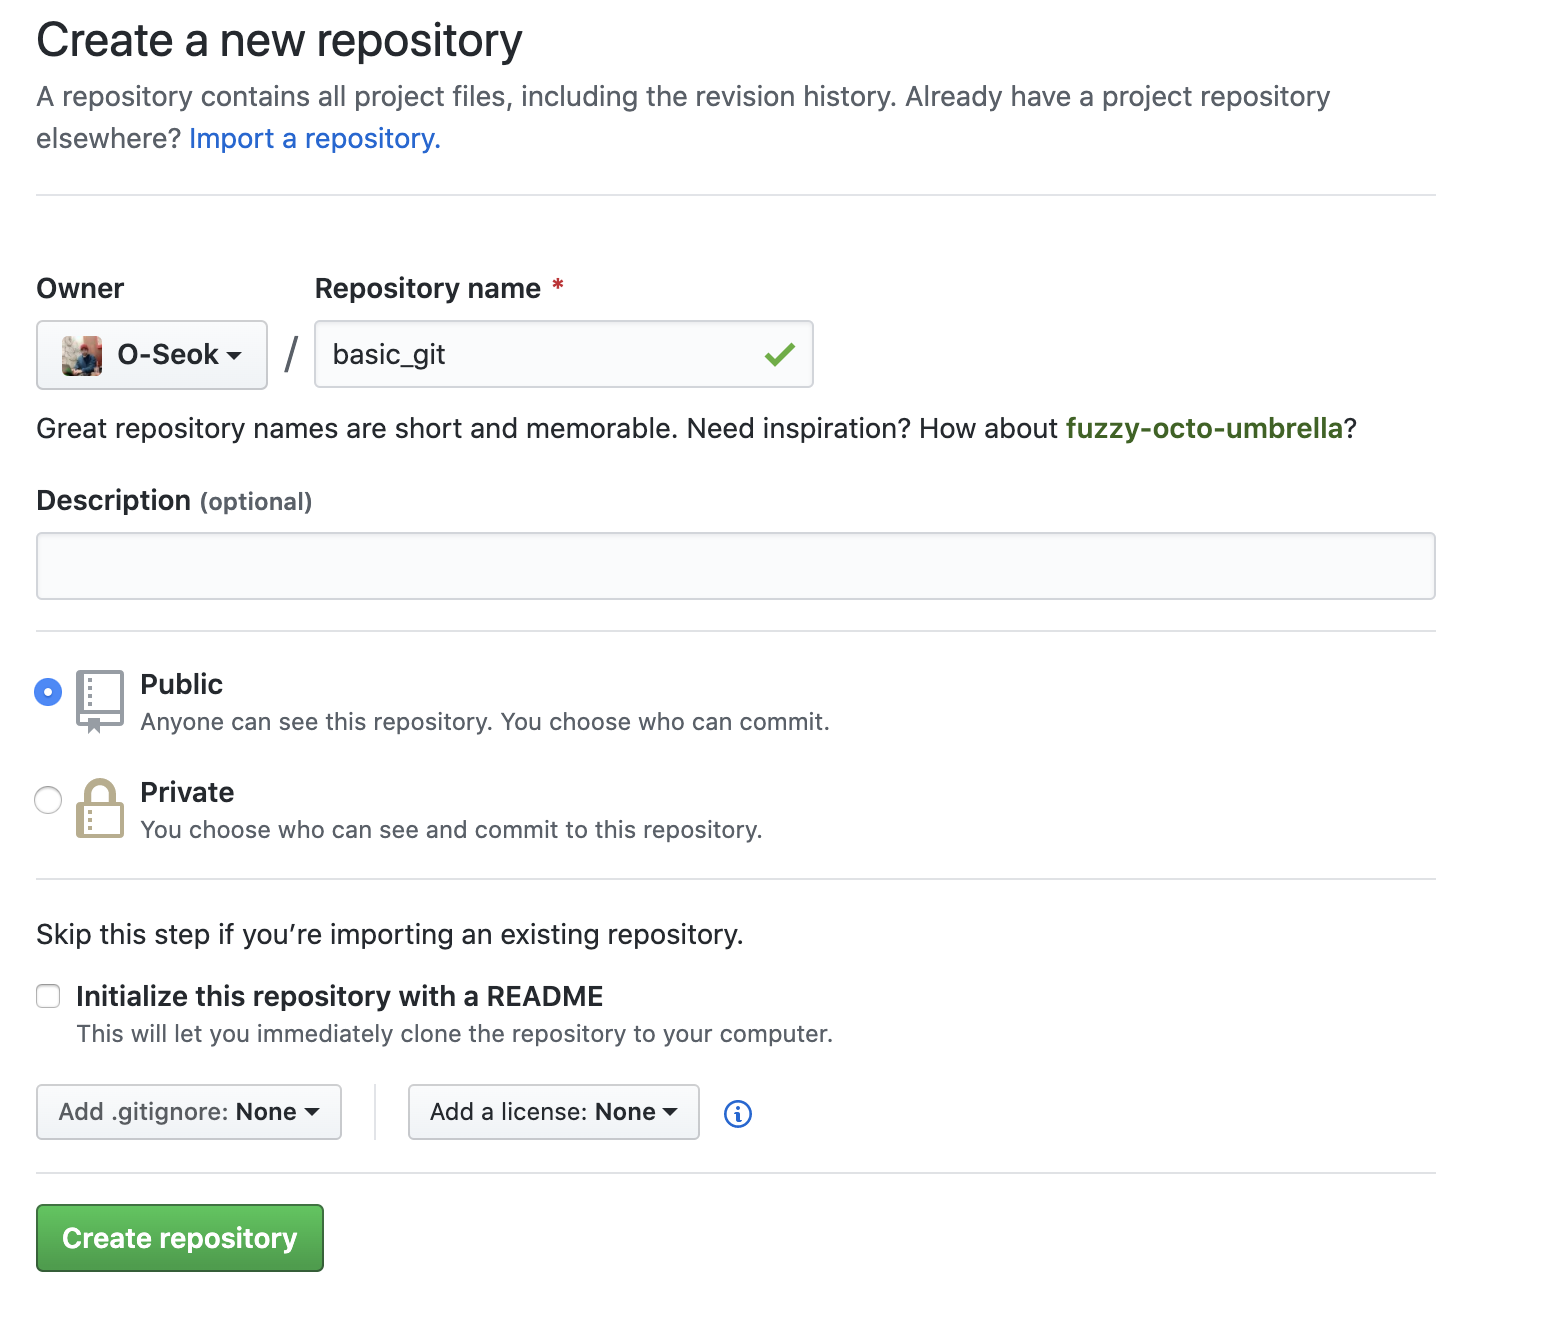 Create a new repository
A repository contains all project files, including the revision history. Already have a project repository
elsewhere? Import a repository.
Owner
Repository name *
O-Seok / basic_git
Great repository names are short and memorable. Need inspiration? How about fuzzy-octo-umbrella?
Description (optional)
Public
Anyone can see this repository. You choose who can commit.
Private
You choose who can see and commit to this repository.
Skip this step if you’re importing an existing repository.
Initialize this repository with a README
This will let you immediately clone the repository to your computer.
Add .gitignore: None
Add a license: None
Create repository